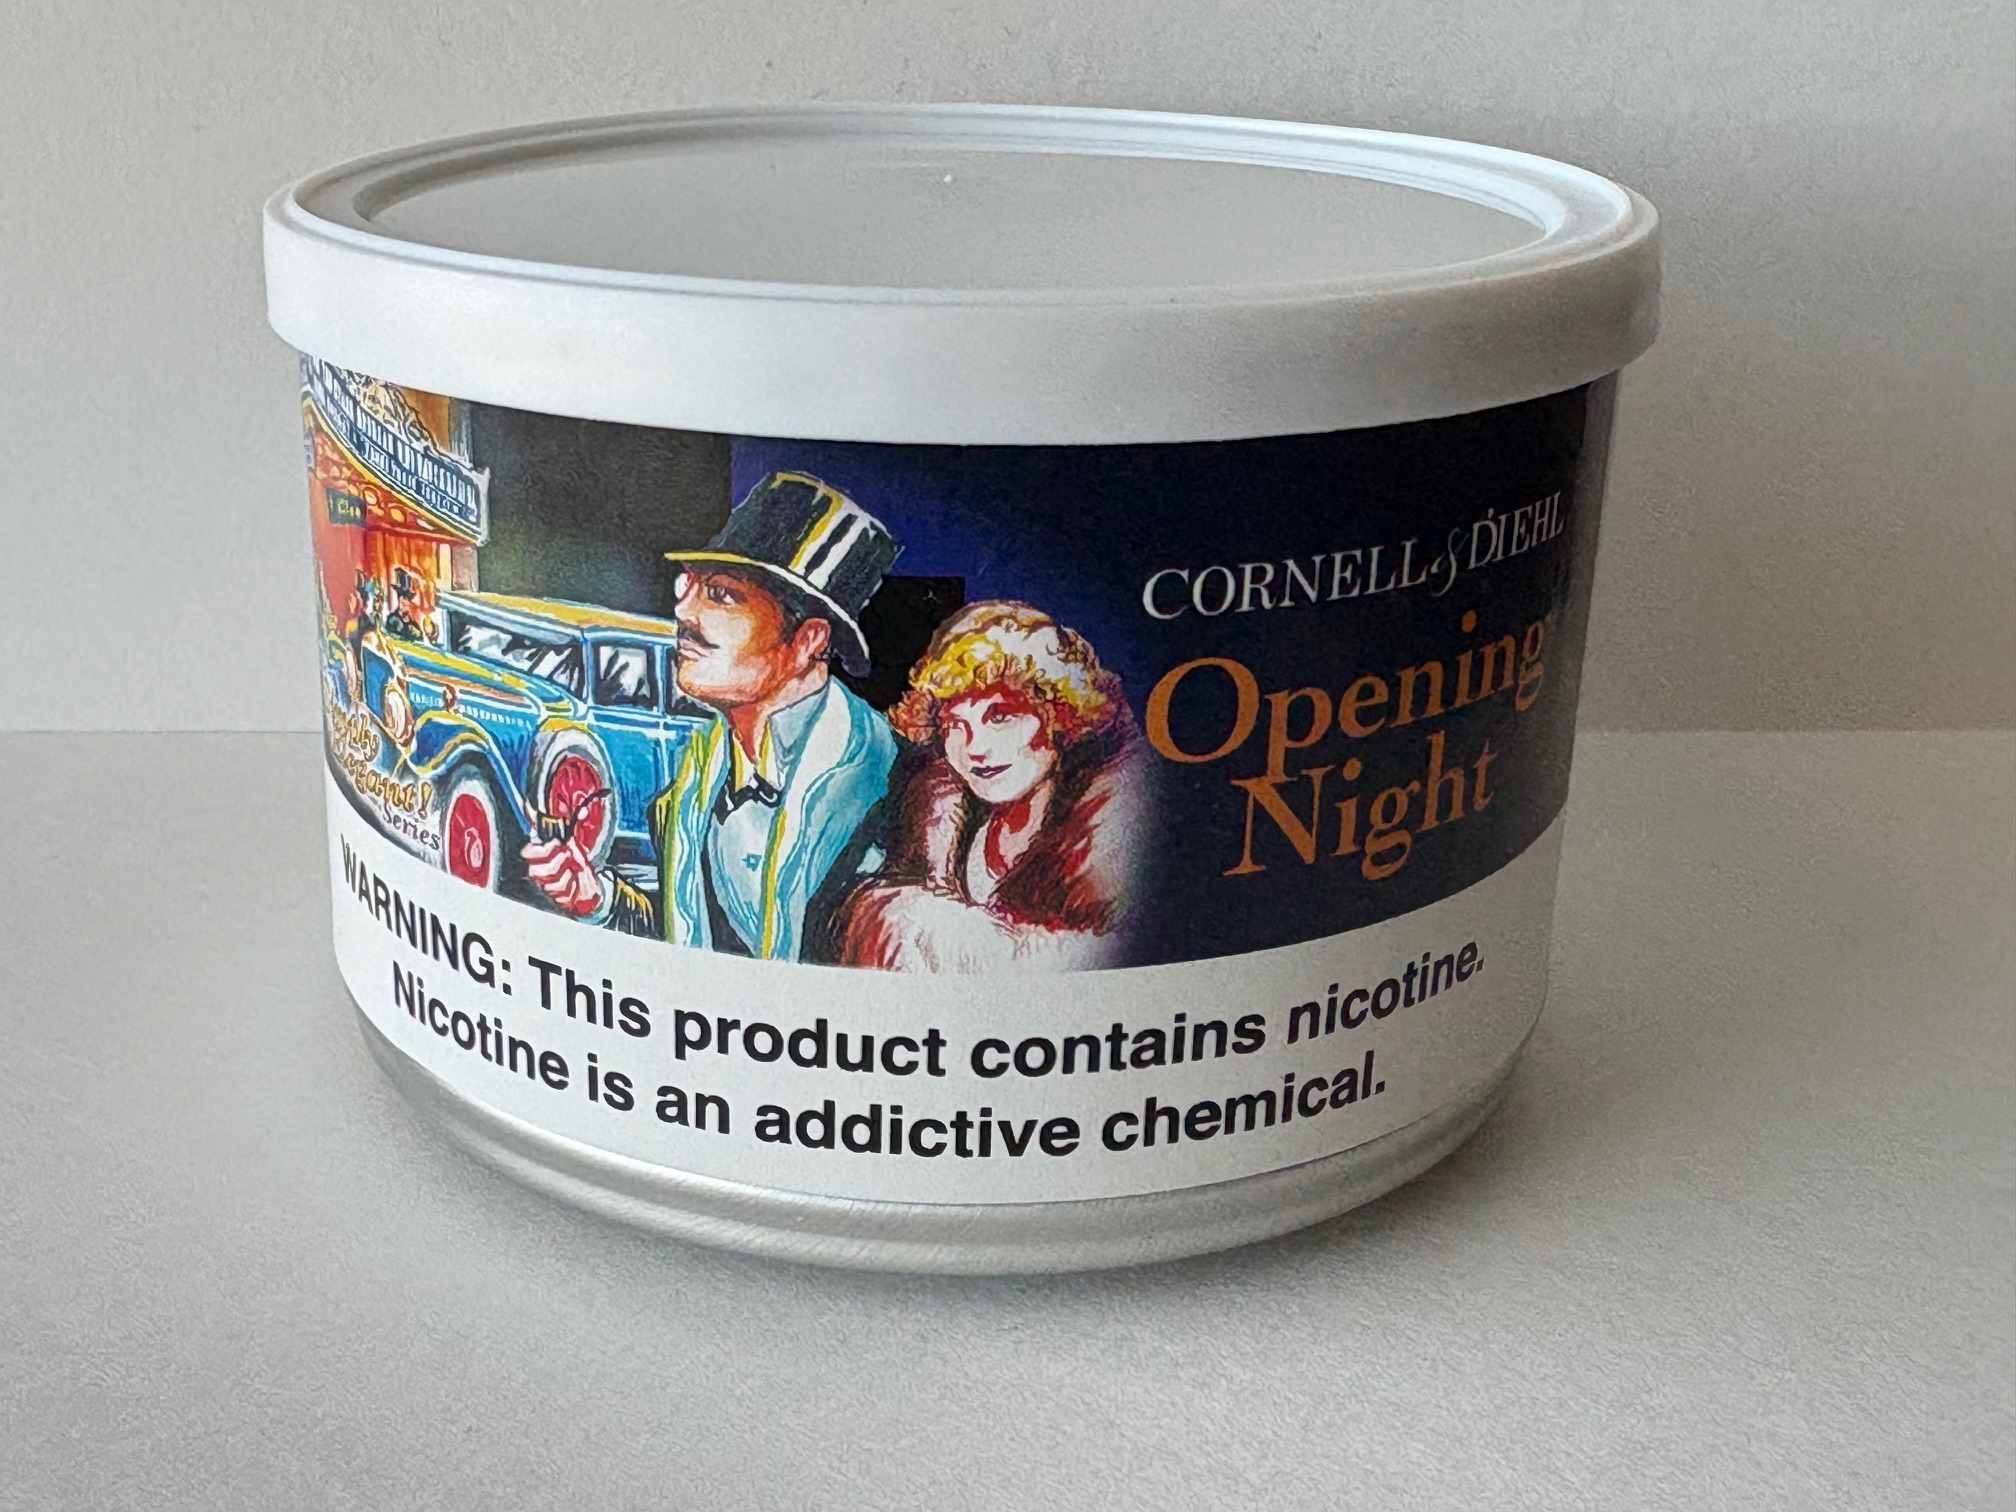 CORNELL & DIEHL
Opening
Night
Series
WARNING: This product contains nicotine.
Nicotine is an addictive chemical.